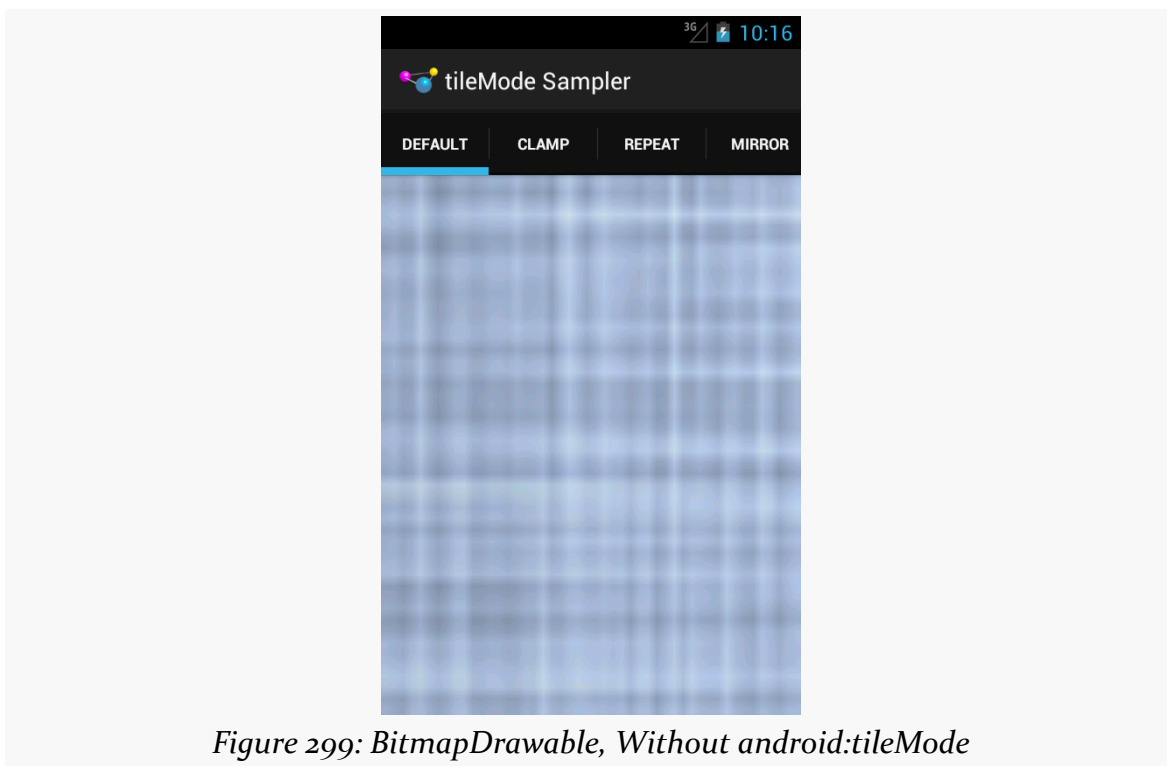 3G 10:16
tileMode Sampler
DEFAULT CLAMP REPEAT MIRROR
Figure 299: BitmapDrawable, Without android:tileMode